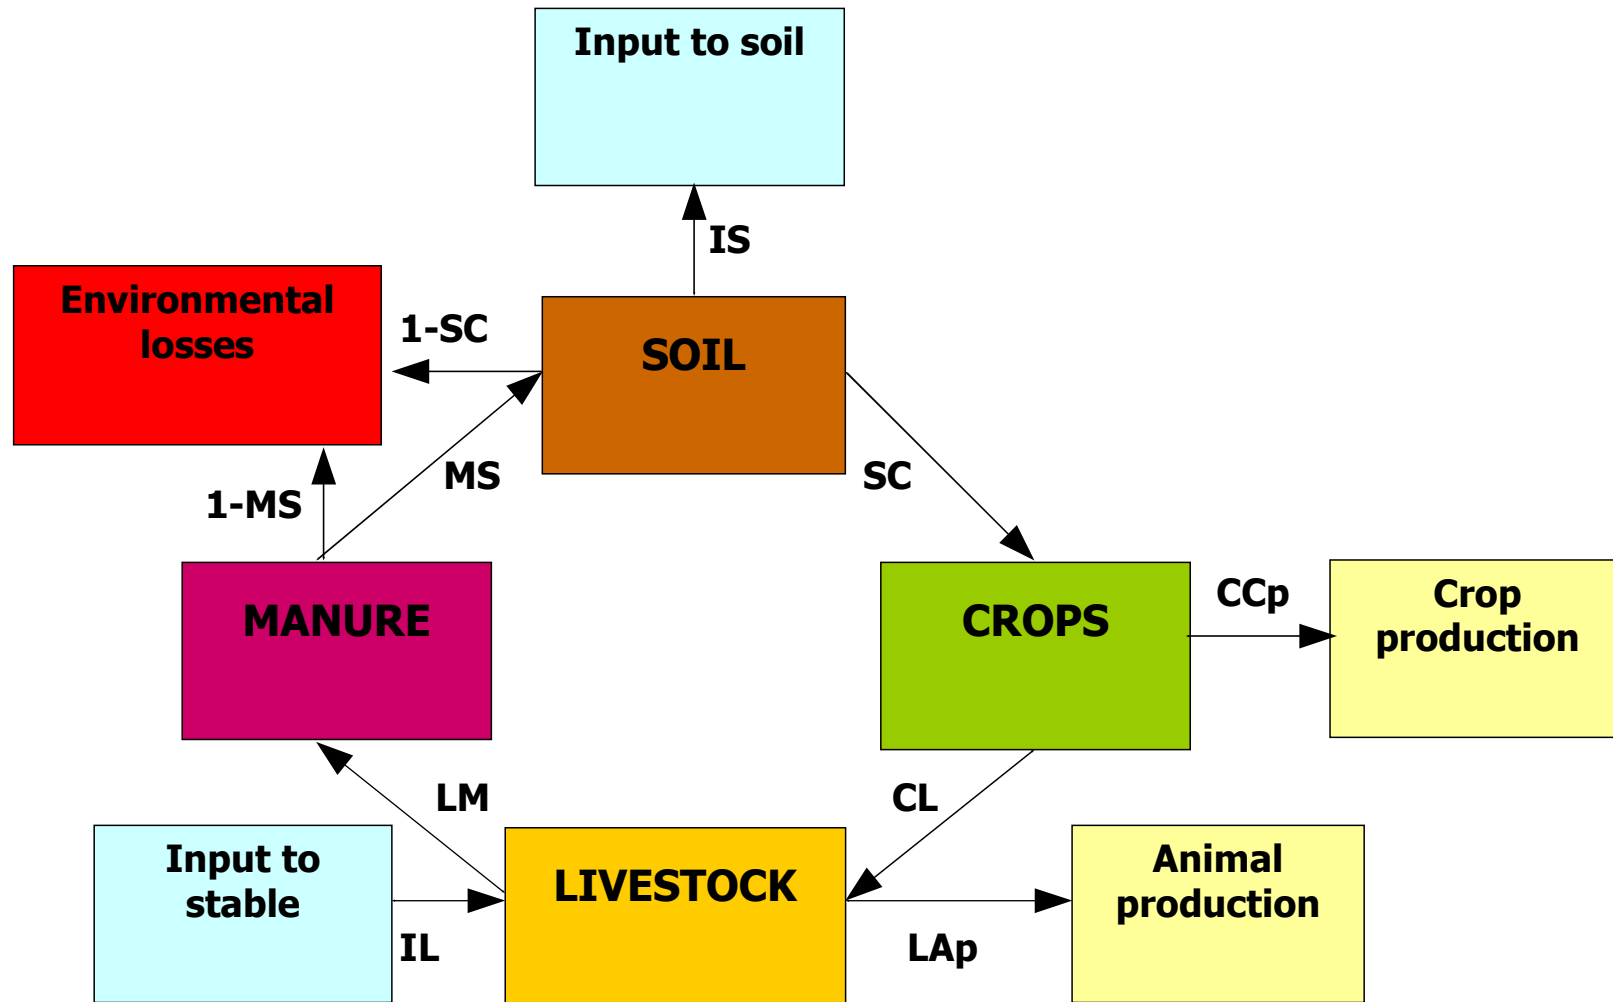 Input to soil
IS
Environmental
losses
1-SC
SOIL
MS
SC
1-MS
MANURE
CROPS
CCp
Crop
production
LM
CL
Input to
stable
IL
LIVESTOCK
LAp
Animal
production